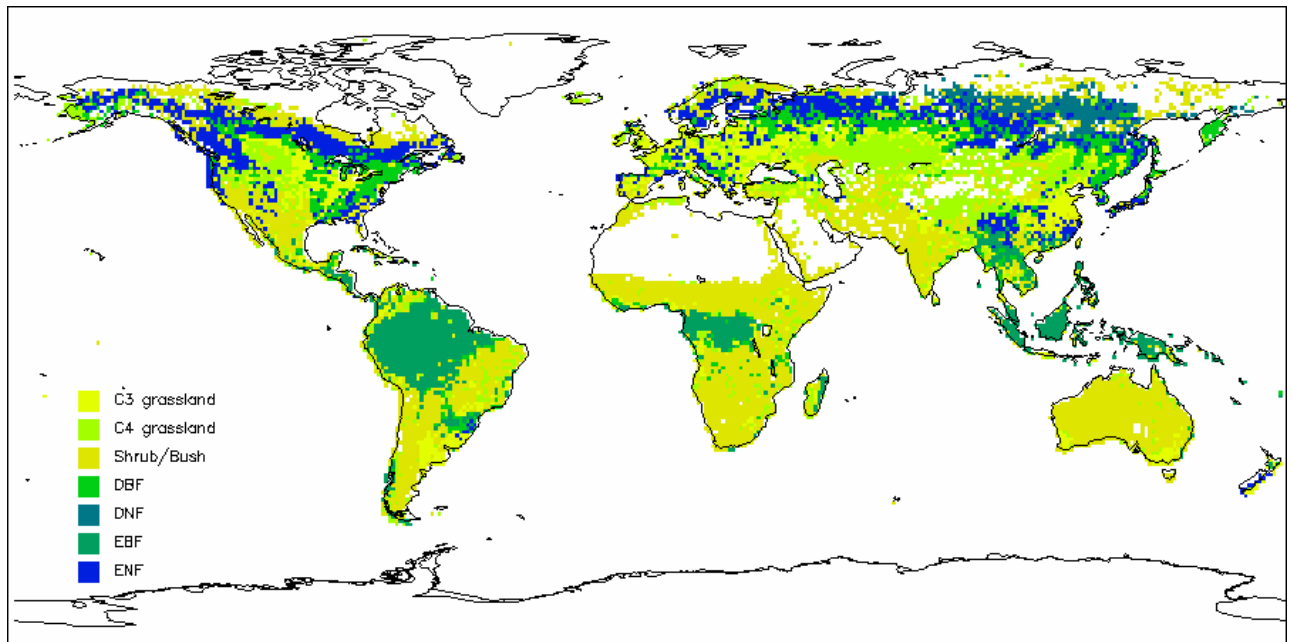 C3 grassland
C4 grassland
Shrub/Bush
DBF
DNF
EBF
ENF